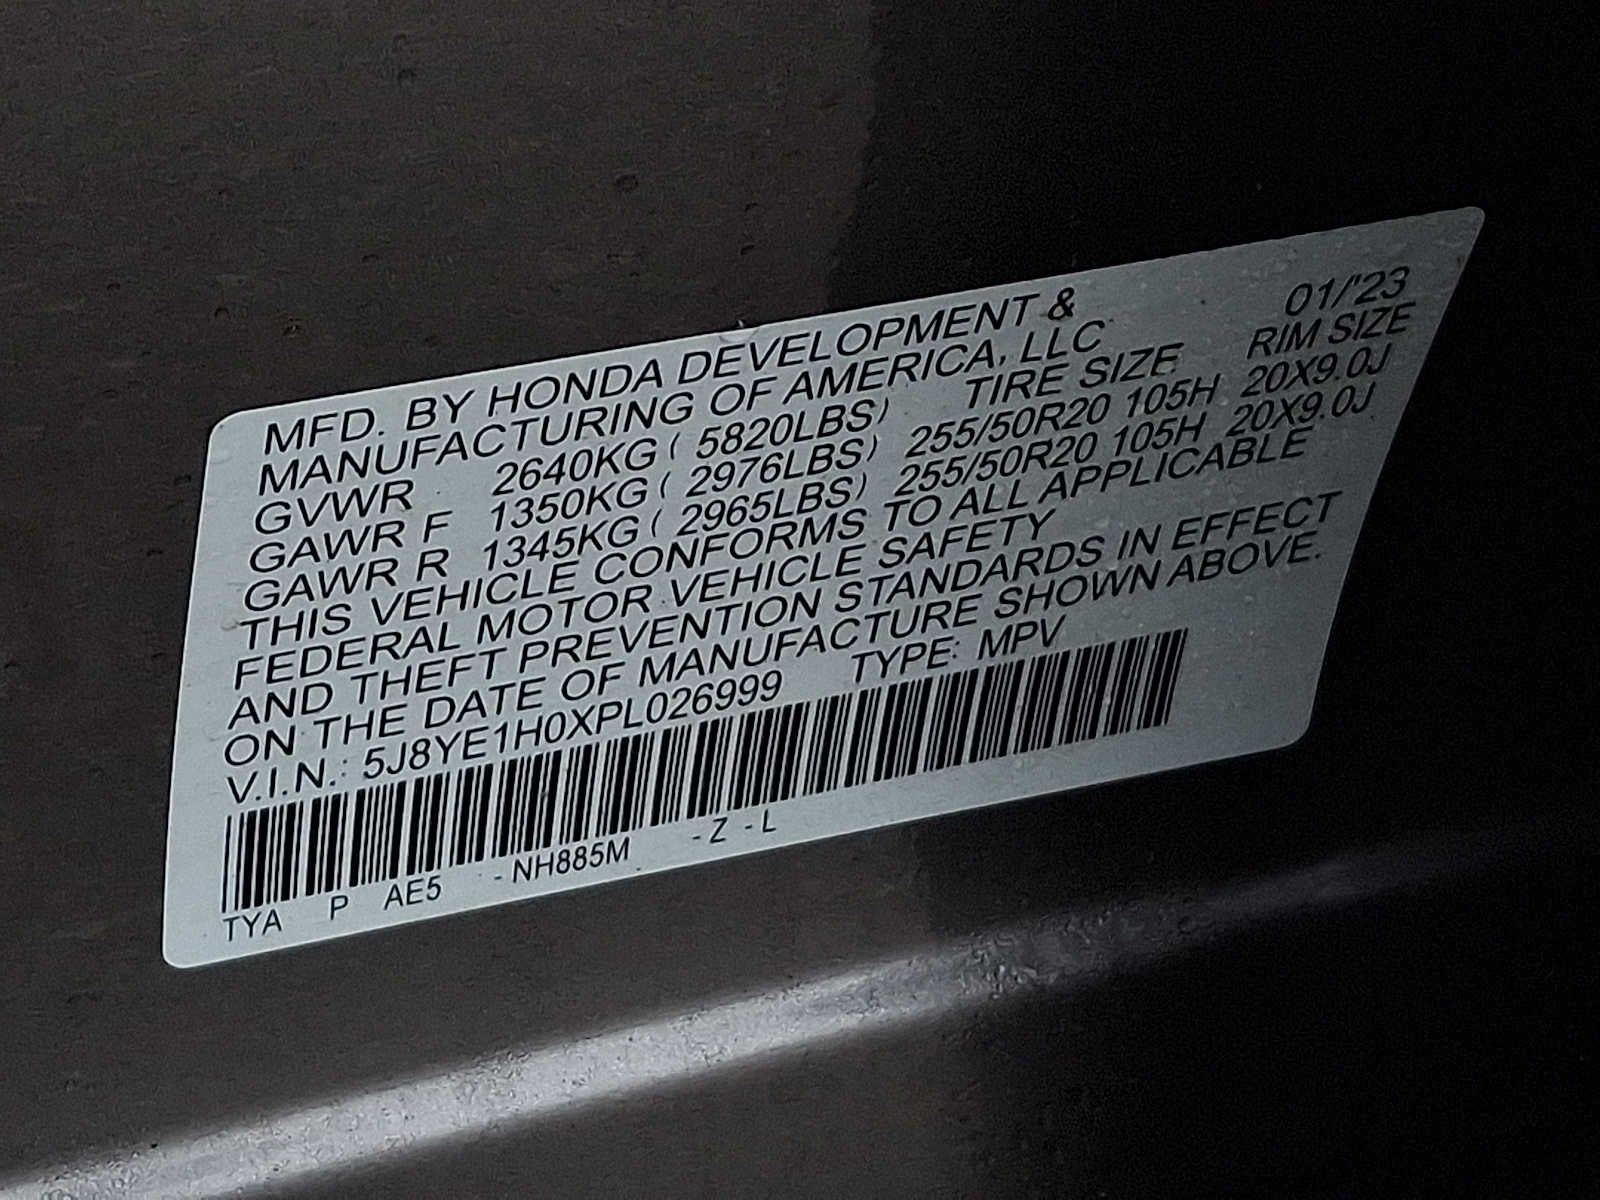 MFD. BY HONDA DEVELOPMENT & 01/'23
MANUFACTURING OF AMERICA, LLC
GVWR 2640KG ( 5820LBS) TIRE SIZE RIM SIZE
GAWR F 1350KG ( 2976LBS) 255/50R20 105H 20X9.0J
GAWR R 1345KG ( 2965LBS) 255/50R20 105H 20X9.0J
THIS VEHICLE CONFORMS TO ALL APPLICABLE
FEDERAL MOTOR VEHICLE SAFETY
AND THEFT PREVENTION STANDARDS IN EFFECT
ON THE DATE OF MANUFACTURE SHOWN ABOVE.
V.I.N.: 5J8YE1H0XPL026999 TYPE: MPV
TYA P AE5 - NH885M - Z - L